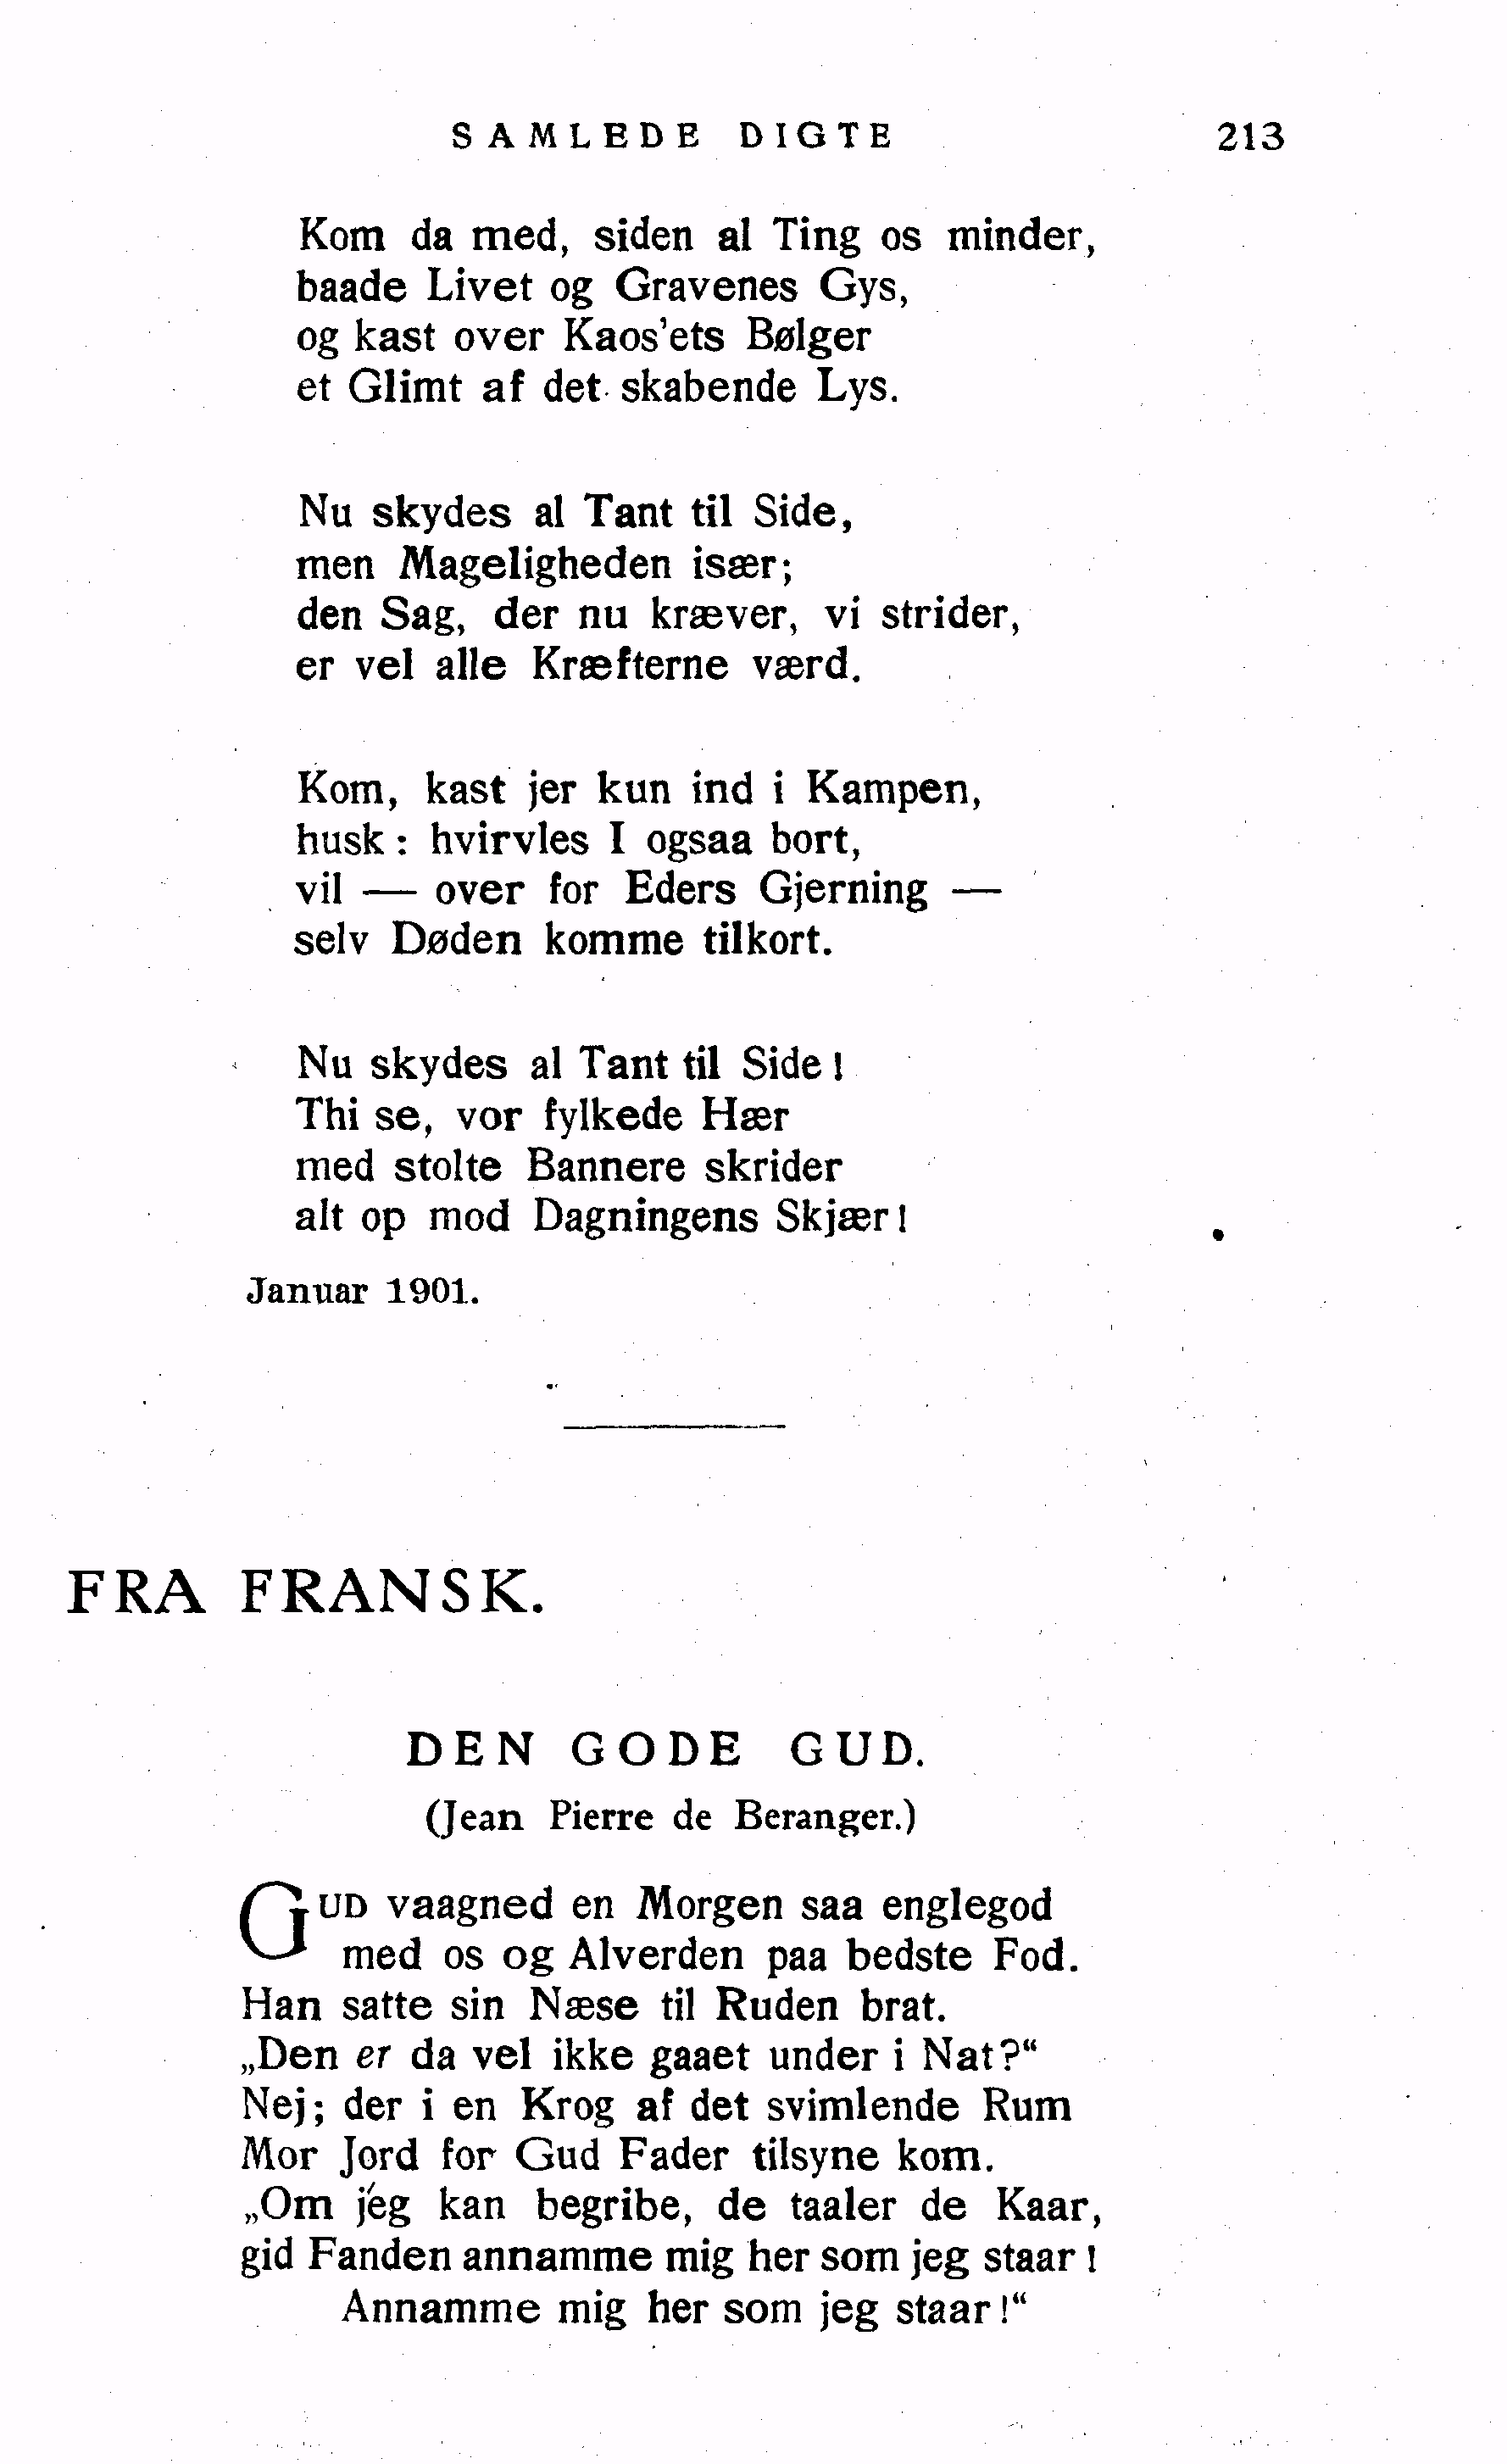 SAMLEDE DIGTE 213
Kom da med, siden al Ting os minder,
baade Livet og Gravenes Gys,
og kast over Kaos'ets Bølger
et Glimt af det skabende Lys.
Nu skydes al Tant til Side,
men Mageligheden især;
den Sag, der nu kræver, vi strider,
er vel alle Kræfterne værd.
Kom, kast jer kun ind i Kampen,
husk: hvirvles I ogsaa bort,
vil — over for Eders Gjerning —
selv Døden komme tilkort.
Nu skydes al Tant til Side!
Thi se, vor fylkede Hær
med stolte Bannere skrider
alt op mod Dagningens Skjær!
Januar 1901.
FRA FRANSK.
DEN GODE GUD.
(Jean Pierre de Beranger.)
GUD vaagned en Morgen saa englegod
med os og Alverden paa bedste Fod.
Han satte sin Næse til Ruden brat.
„Den er da vel ikke gaaet under i Nat?“
Nej; der i en Krog af det svimlende Rum
Mor Jord for Gud Fader tilsyne kom.
„Om jeg kan begribe, de taaler de Kaar,
gid Fanden annamme mig her som jeg staar!
Annamme mig her som jeg staar!“